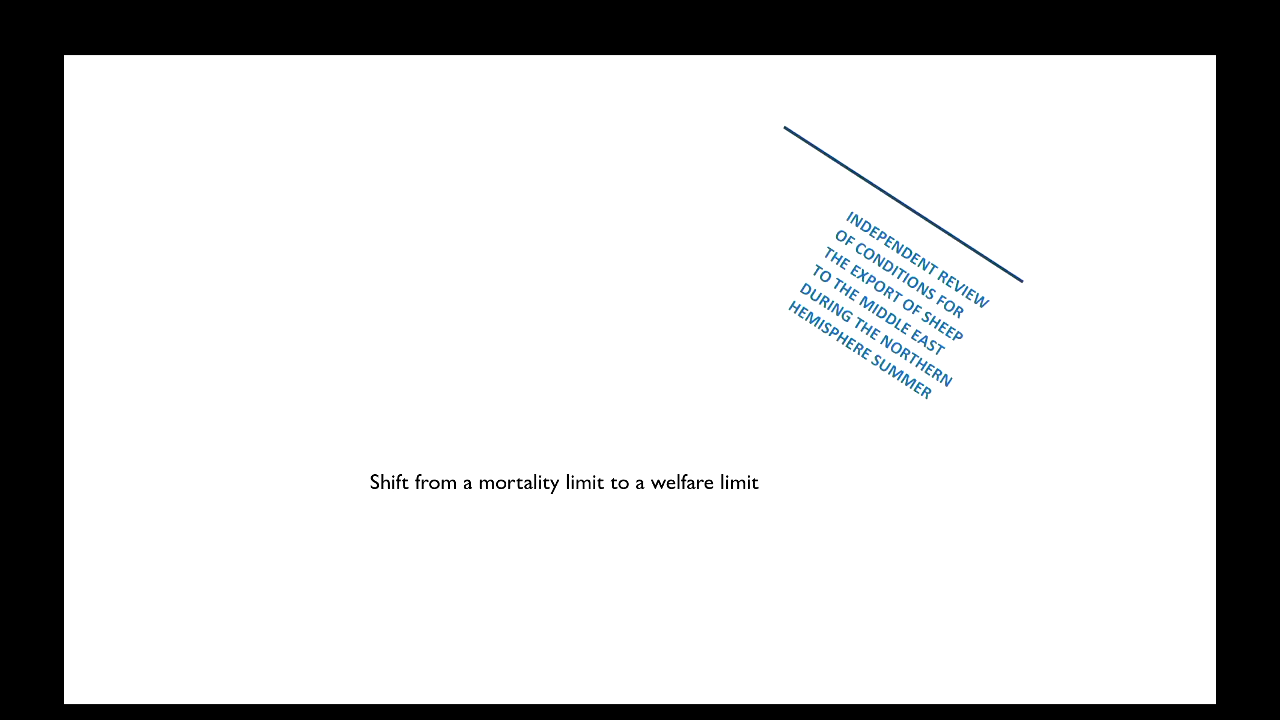 INDEPENDENT REVIEW
OF CONDITIONS FOR
THE EXPORT OF SHEEP
TO THE MIDDLE EAST
DURING THE NORTHERN
HEMISPHERE SUMMER
Shift from a mortality limit to a welfare limit